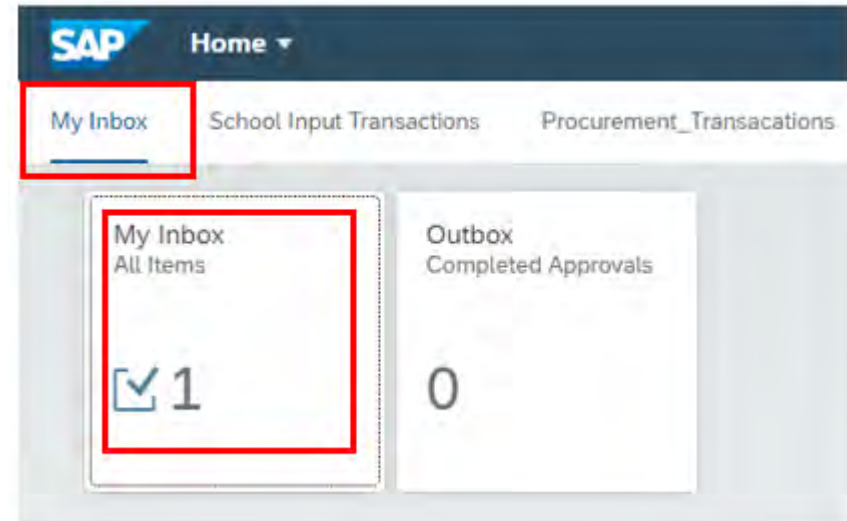 SAP Home
My Inbox School Input Transactions Procurement_Transacations
My Inbox
All Items
1
Outbox
Completed Approvals
0